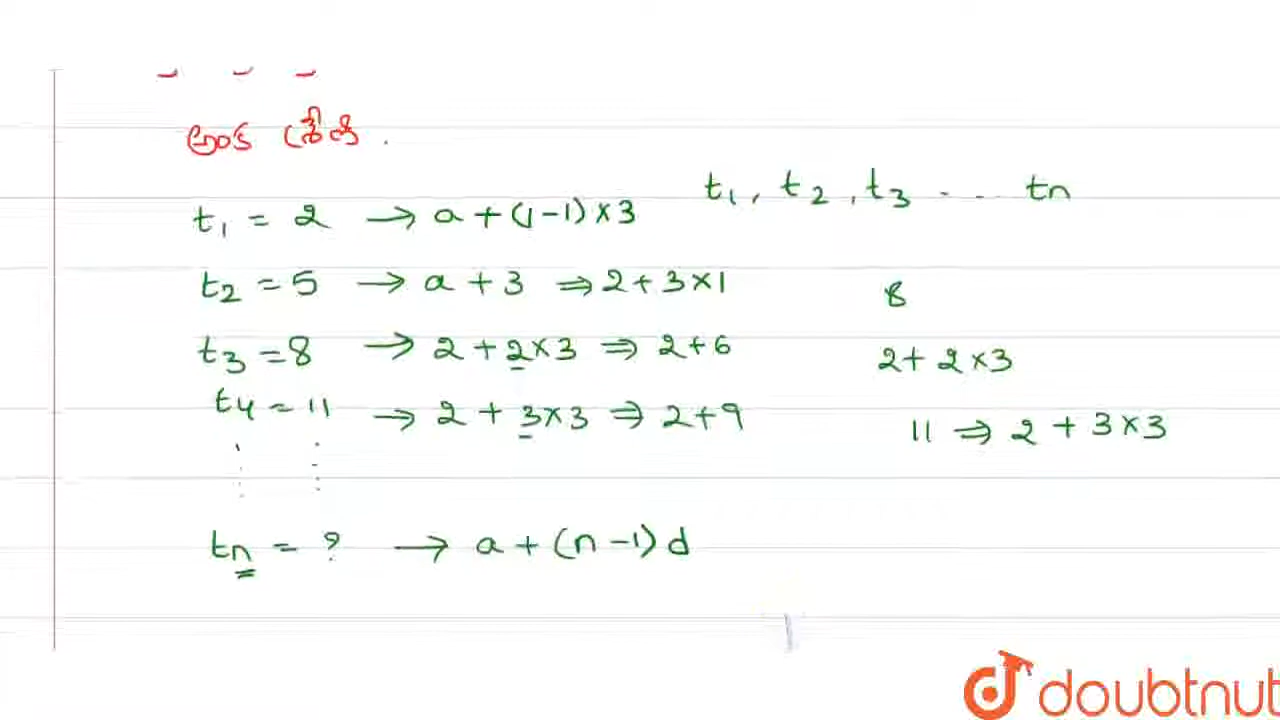 అంక శ్రేఢి .
t1, t2, t3 ... tn
t1 = 2 → a + (1-1) × 3
t2 = 5 → a + 3 ⇒ 2 + 3 × 1
8
t3 = 8 → 2 + 2 × 3 ⇒ 2 + 6
2 + 2 × 3
t4 = 11 → 2 + 3 × 3 ⇒ 2 + 9
11 ⇒ 2 + 3 × 3
tn = ? → a + (n - 1) d
doubtnut